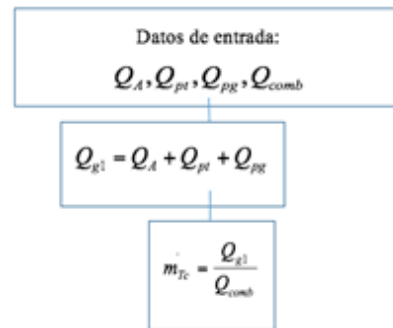 Datos de entrada:
Q_A, Q_pt, Q_pg, Q_comb
Q_g1 = Q_A + Q_pt + Q_pg
ṁ_Tc = Q_g1 / Q_comb